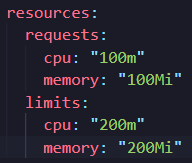 resources:
  requests:
    cpu: "100m"
    memory: "100Mi"
  limits:
    cpu: "200m"
    memory: "200Mi"